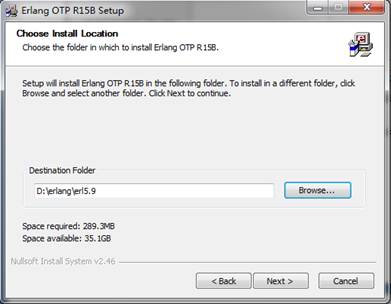 Erlang OTP R15B Setup
Choose Install Location
Choose the folder in which to install Erlang OTP R15B.
Setup will install Erlang OTP R15B in the following folder. To install in a different folder, click
Browse and select another folder. Click Next to continue.
Destination Folder
D:\erlang\erl5.9
Browse...
Space required: 289.3MB
Space available: 35.1GB
Nullsoft Install System v2.46
< Back
Next >
Cancel